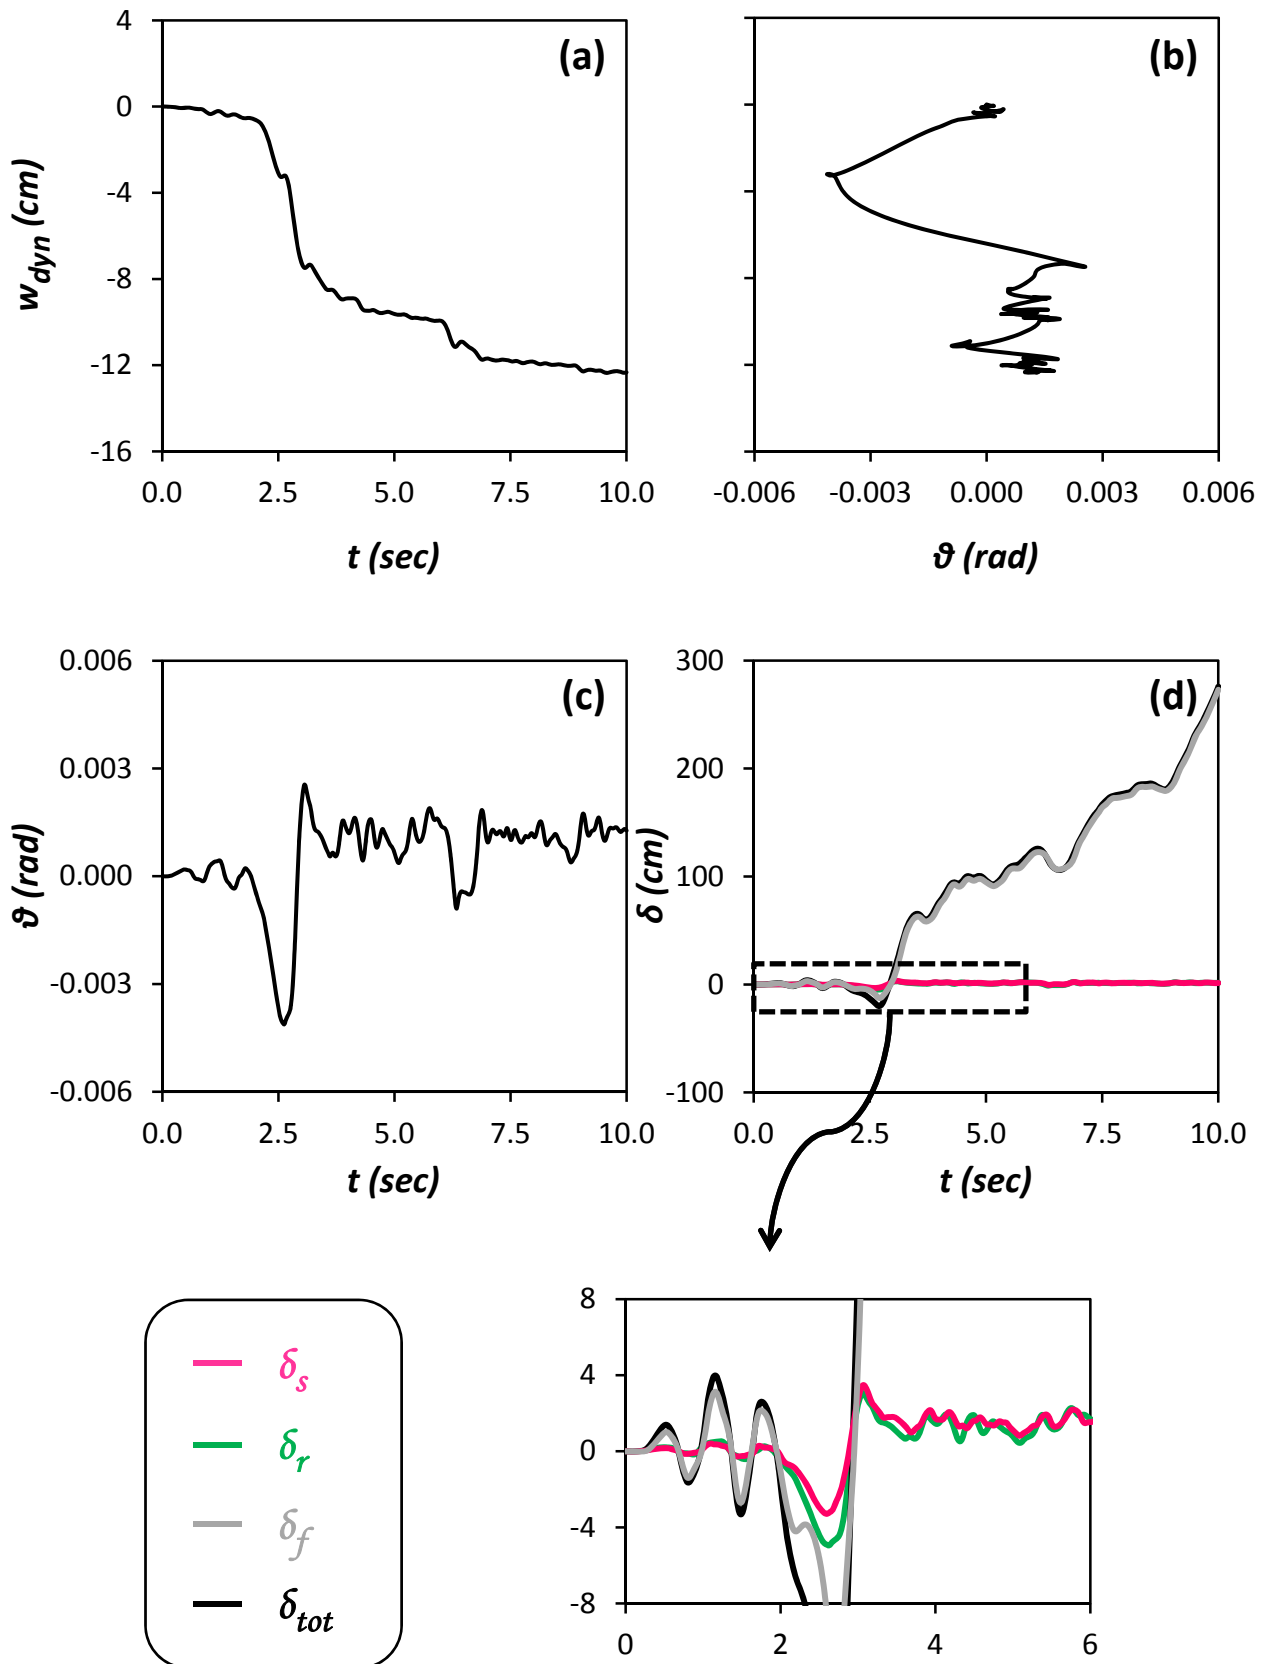 4
0
-4
-8
-12
-16
w_dyn (cm)
(a)
0.0 2.5 5.0 7.5 10.0
t (sec)
(b)
-0.006 -0.003 0.000 0.003 0.006
ϑ (rad)
0.006
0.003
0.000
-0.003
-0.006
ϑ (rad)
(c)
0.0 2.5 5.0 7.5 10.0
t (sec)
300
200
100
0
-100
δ (cm)
(d)
0.0 2.5 5.0 7.5 10.0
t (sec)
δ_s
δ_r
δ_f
δ_tot
8
4
0
-4
-8
0 2 4 6